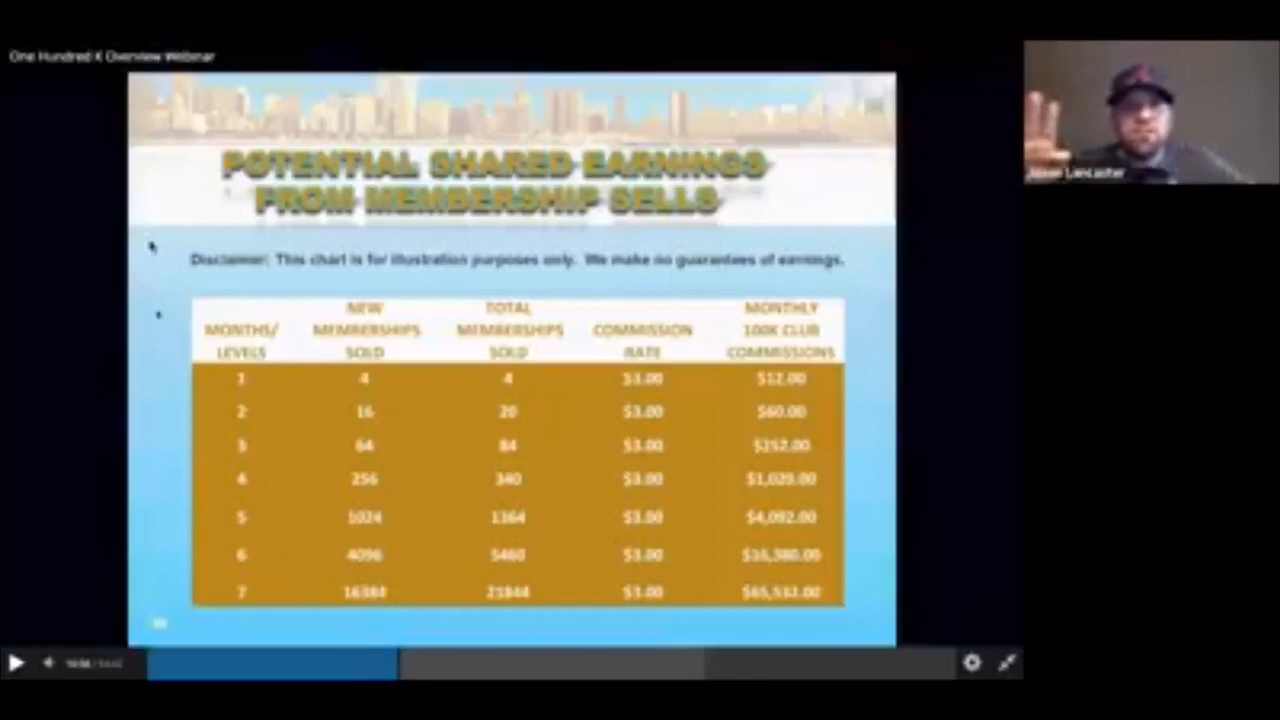 One Hundred K Overview Webinar
POTENTIAL SHARED EARNINGS
FROM MEMBERSHIP SELLS
Lancaster
Disclaimer: This chart is for illustration purposes only. We make no guarantees of earnings.
MONTHS/ LEVELS NEW MEMBERSHIPS SOLD TOTAL MEMBERSHIPS SOLD COMMISSION RATE MONTHLY 100K CLUB COMMISSIONS
1 4 4 $3.00 $12.00
2 16 20 $3.00 $60.00
3 64 84 $3.00 $252.00
4 256 340 $3.00 $1,020.00
5 1024 1364 $3.00 $4,092.00
6 4096 5460 $3.00 $16,380.00
7 16384 21844 $3.00 $65,532.00